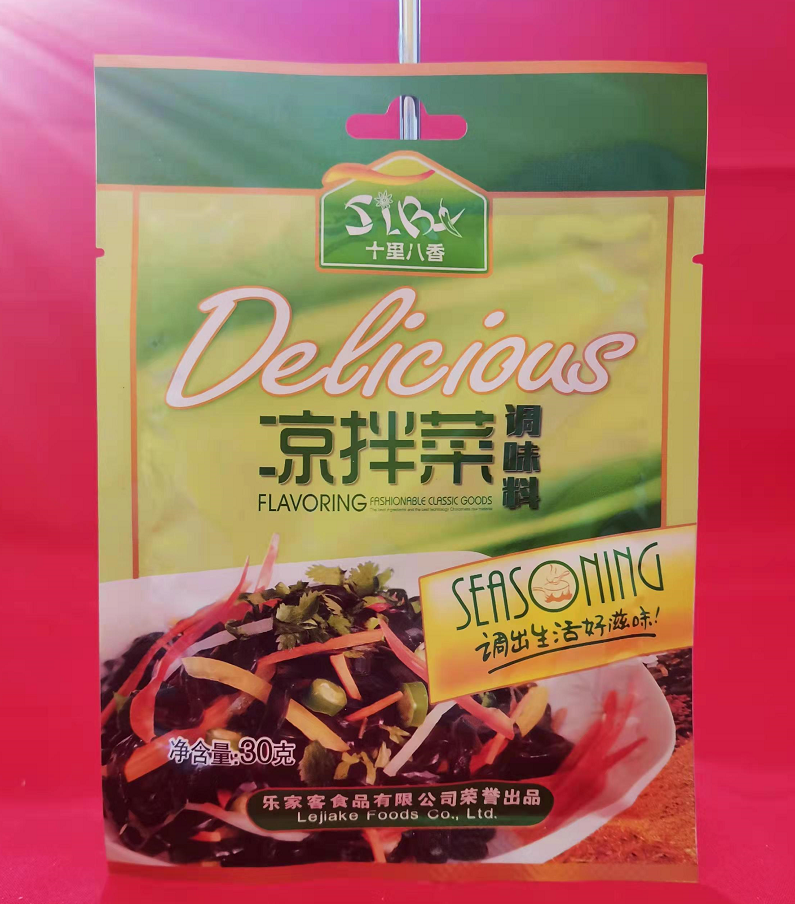 SLBX
十里八香
Delicious
凉拌菜调味料
FLAVORING FASHIONABLE CLASSIC GOODS
SEASONING
调出生活好滋味!
净含量:30克
乐家客食品有限公司荣誉出品
Lejiake Foods Co., Ltd.